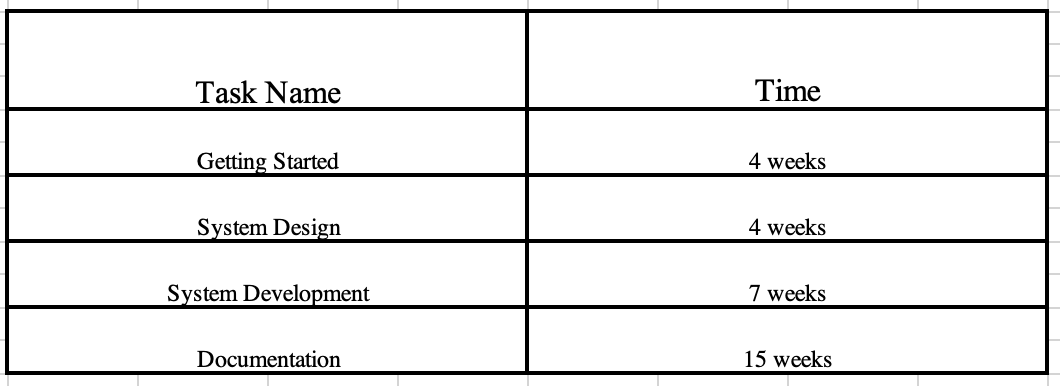 Task Name Time
Getting Started 4 weeks
System Design 4 weeks
System Development 7 weeks
Documentation 15 weeks